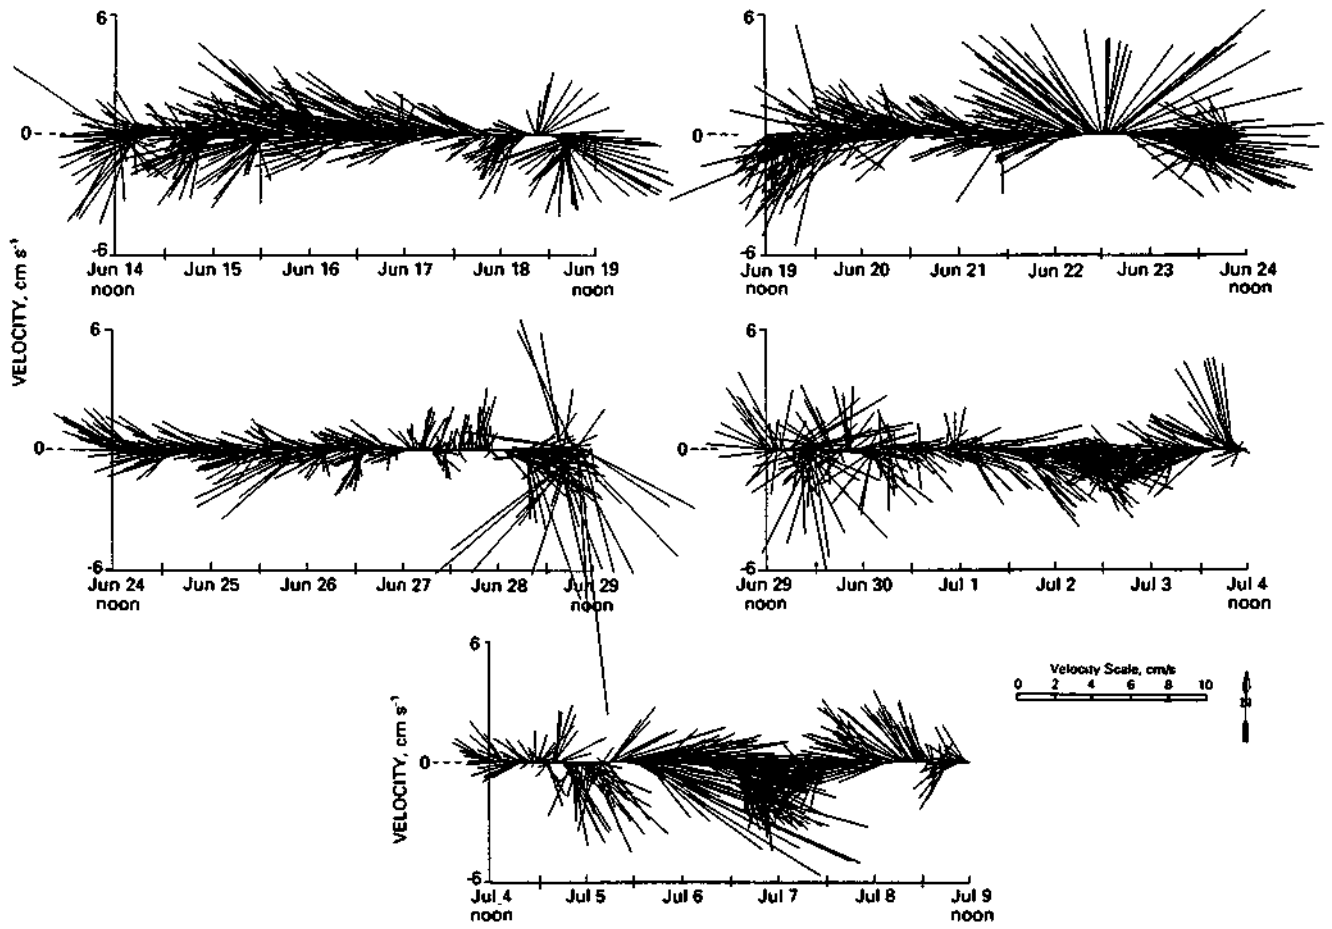 6
0
-6
Jun 14 Jun 15 Jun 16 Jun 17 Jun 18 Jun 19
noon noon
6
0
-6
Jun 19 Jun 20 Jun 21 Jun 22 Jun 23 Jun 24
noon noon
VELOCITY, cm s⁻¹
6
0
-6
Jun 24 Jun 25 Jun 26 Jun 27 Jun 28 Jun 29
noon noon
6
0
-6
Jun 29 Jun 30 Jul 1 Jul 2 Jul 3 Jul 4
noon noon
VELOCITY, cm s⁻¹
6
0
-6
Jul 4 Jul 5 Jul 6 Jul 7 Jul 8 Jul 9
noon noon
Velocity Scale, cm/s
0 2 4 6 8 10